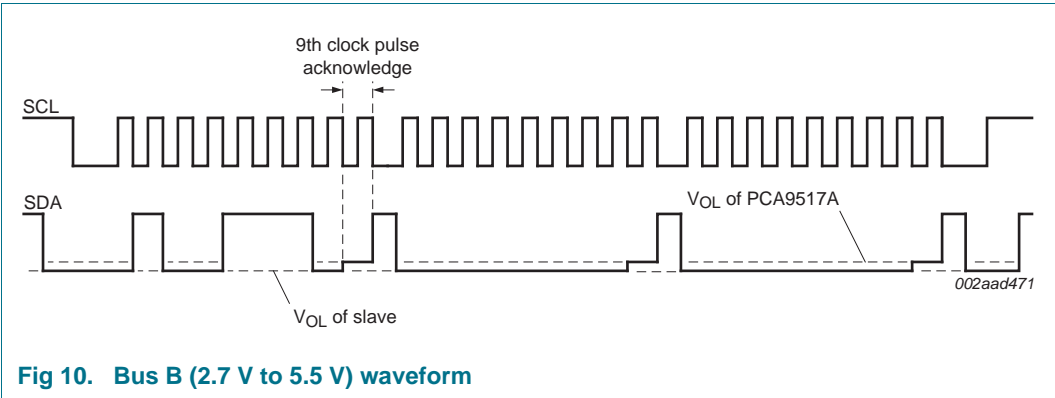 9th clock pulse
acknowledge
SCL
SDA
VOL of PCA9517A
002aad471
VOL of slave
Fig 10. Bus B (2.7 V to 5.5 V) waveform